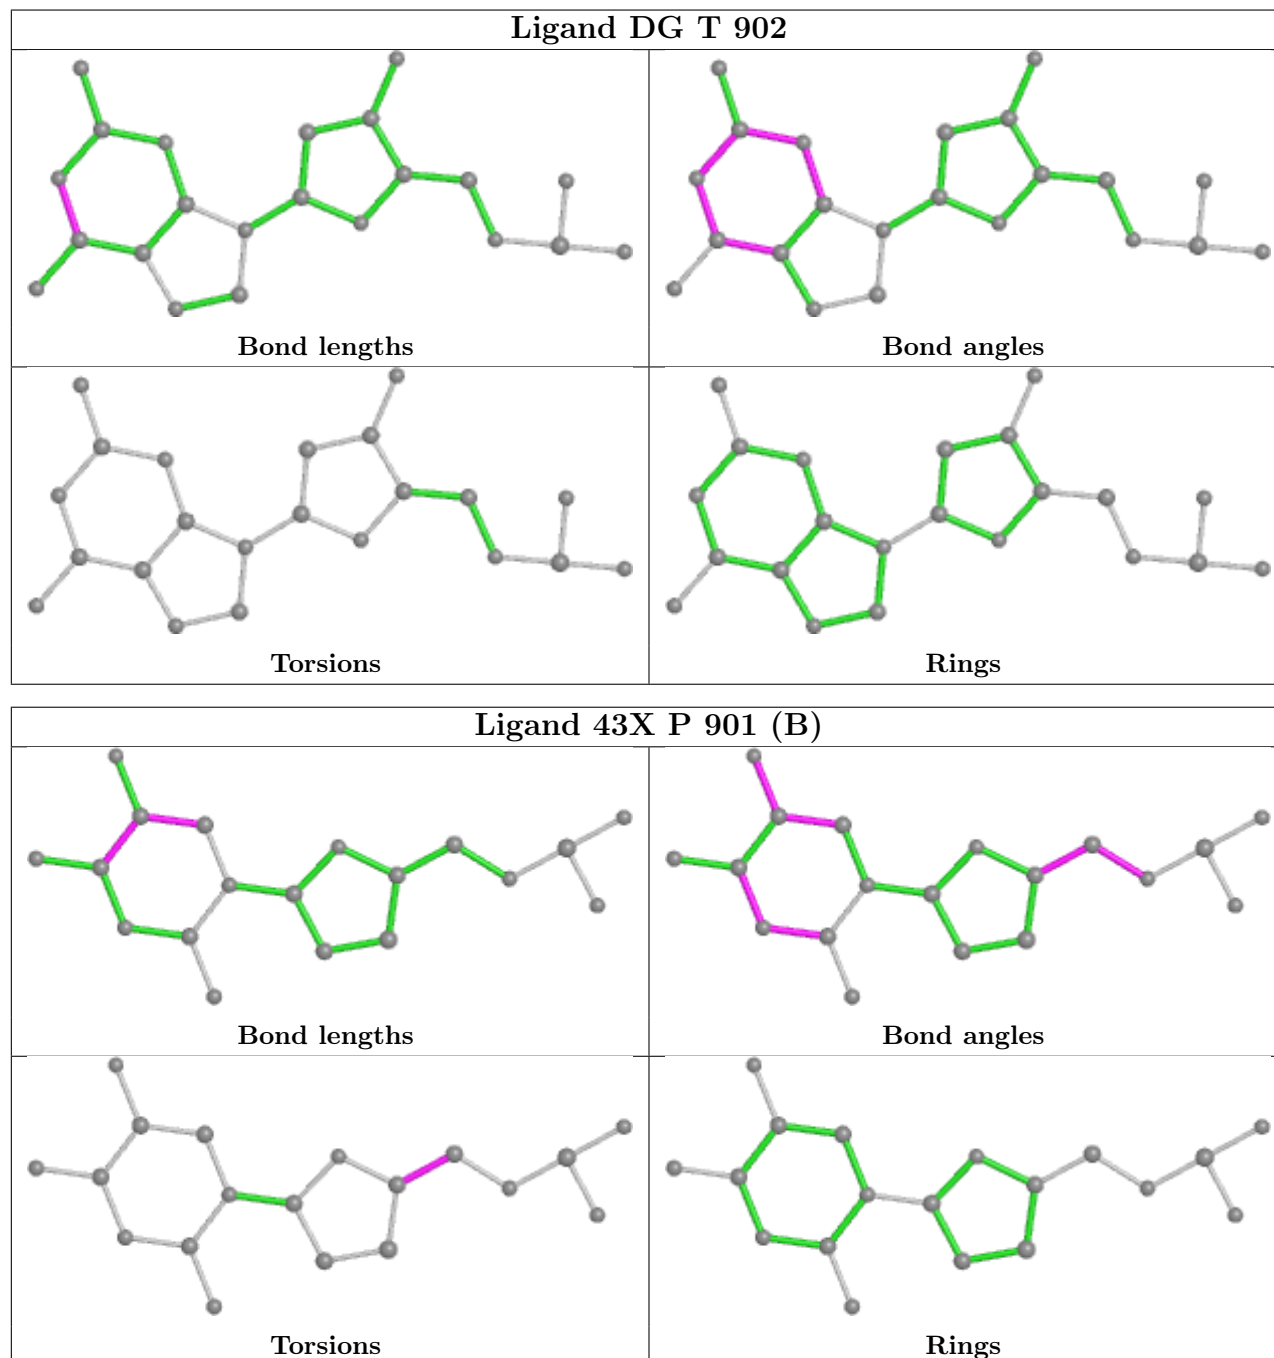 Ligand DG T 902
Bond lengths
Bond angles
Torsions
Rings
Ligand 43X P 901 (B)
Bond lengths
Bond angles
Torsions
Rings